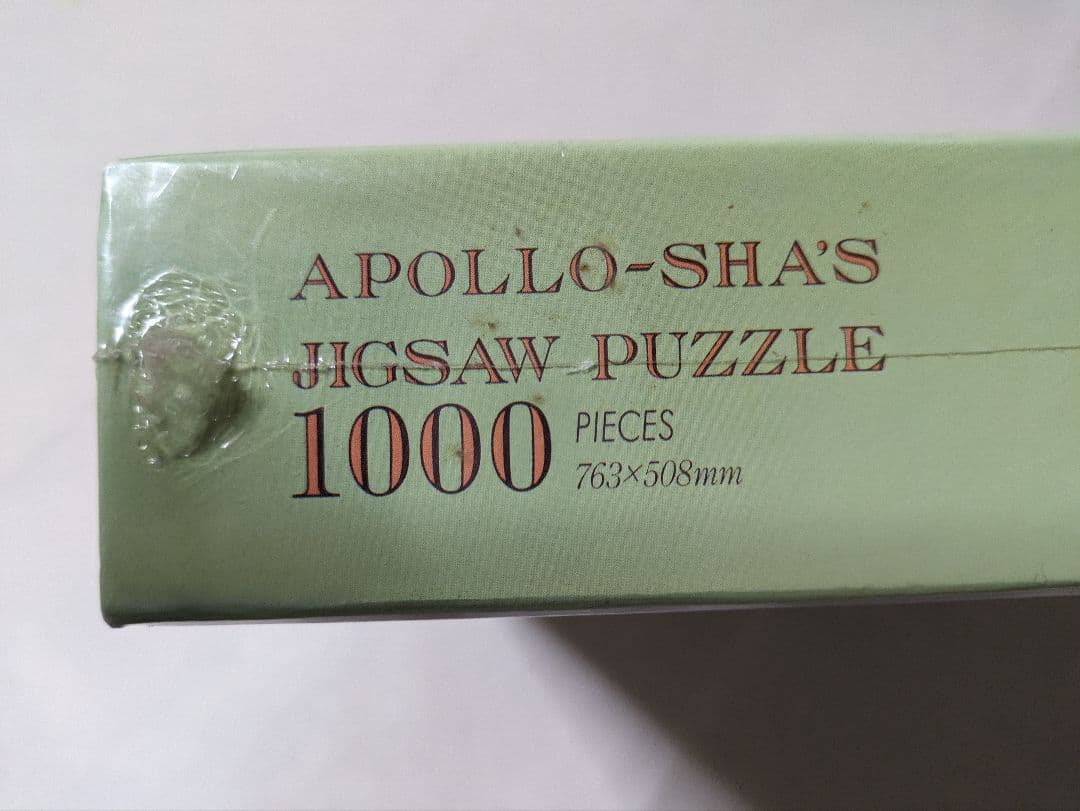 APOLLO-SHA'S
JIGSAW PUZZLE
1000 PIECES
763×508mm